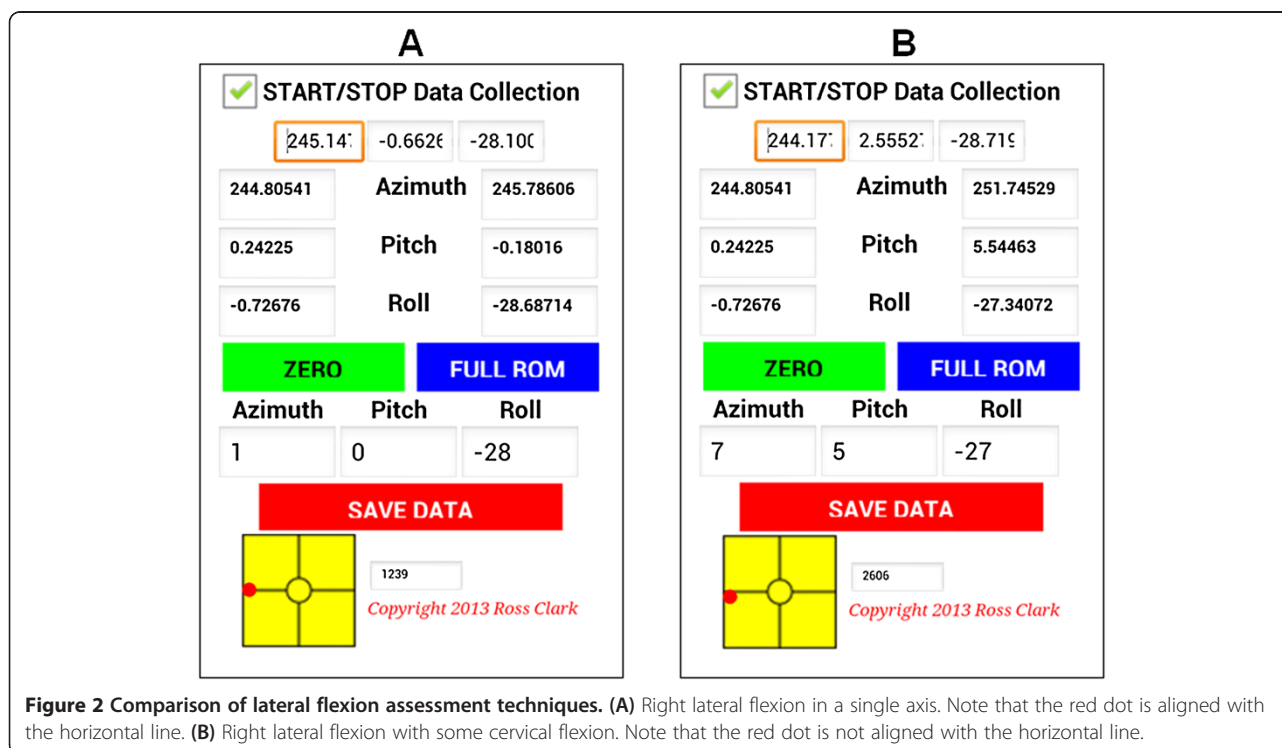 A
START/STOP Data Collection
245.147 -0.6626 -28.100
244.80541 Azimuth 245.78606
0.24225 Pitch -0.18016
-0.72676 Roll -28.68714
ZERO FULL ROM
Azimuth Pitch Roll
1 0 -28
SAVE DATA
1239
Copyright 2013 Ross Clark
B
START/STOP Data Collection
244.177 2.55527 -28.719
244.80541 Azimuth 251.74529
0.24225 Pitch 5.54463
-0.72676 Roll -27.34072
ZERO FULL ROM
Azimuth Pitch Roll
7 5 -27
SAVE DATA
2606
Copyright 2013 Ross Clark
Figure 2 Comparison of lateral flexion assessment techniques. (A) Right lateral flexion in a single axis. Note that the red dot is aligned with
the horizontal line. (B) Right lateral flexion with some cervical flexion. Note that the red dot is not aligned with the horizontal line.